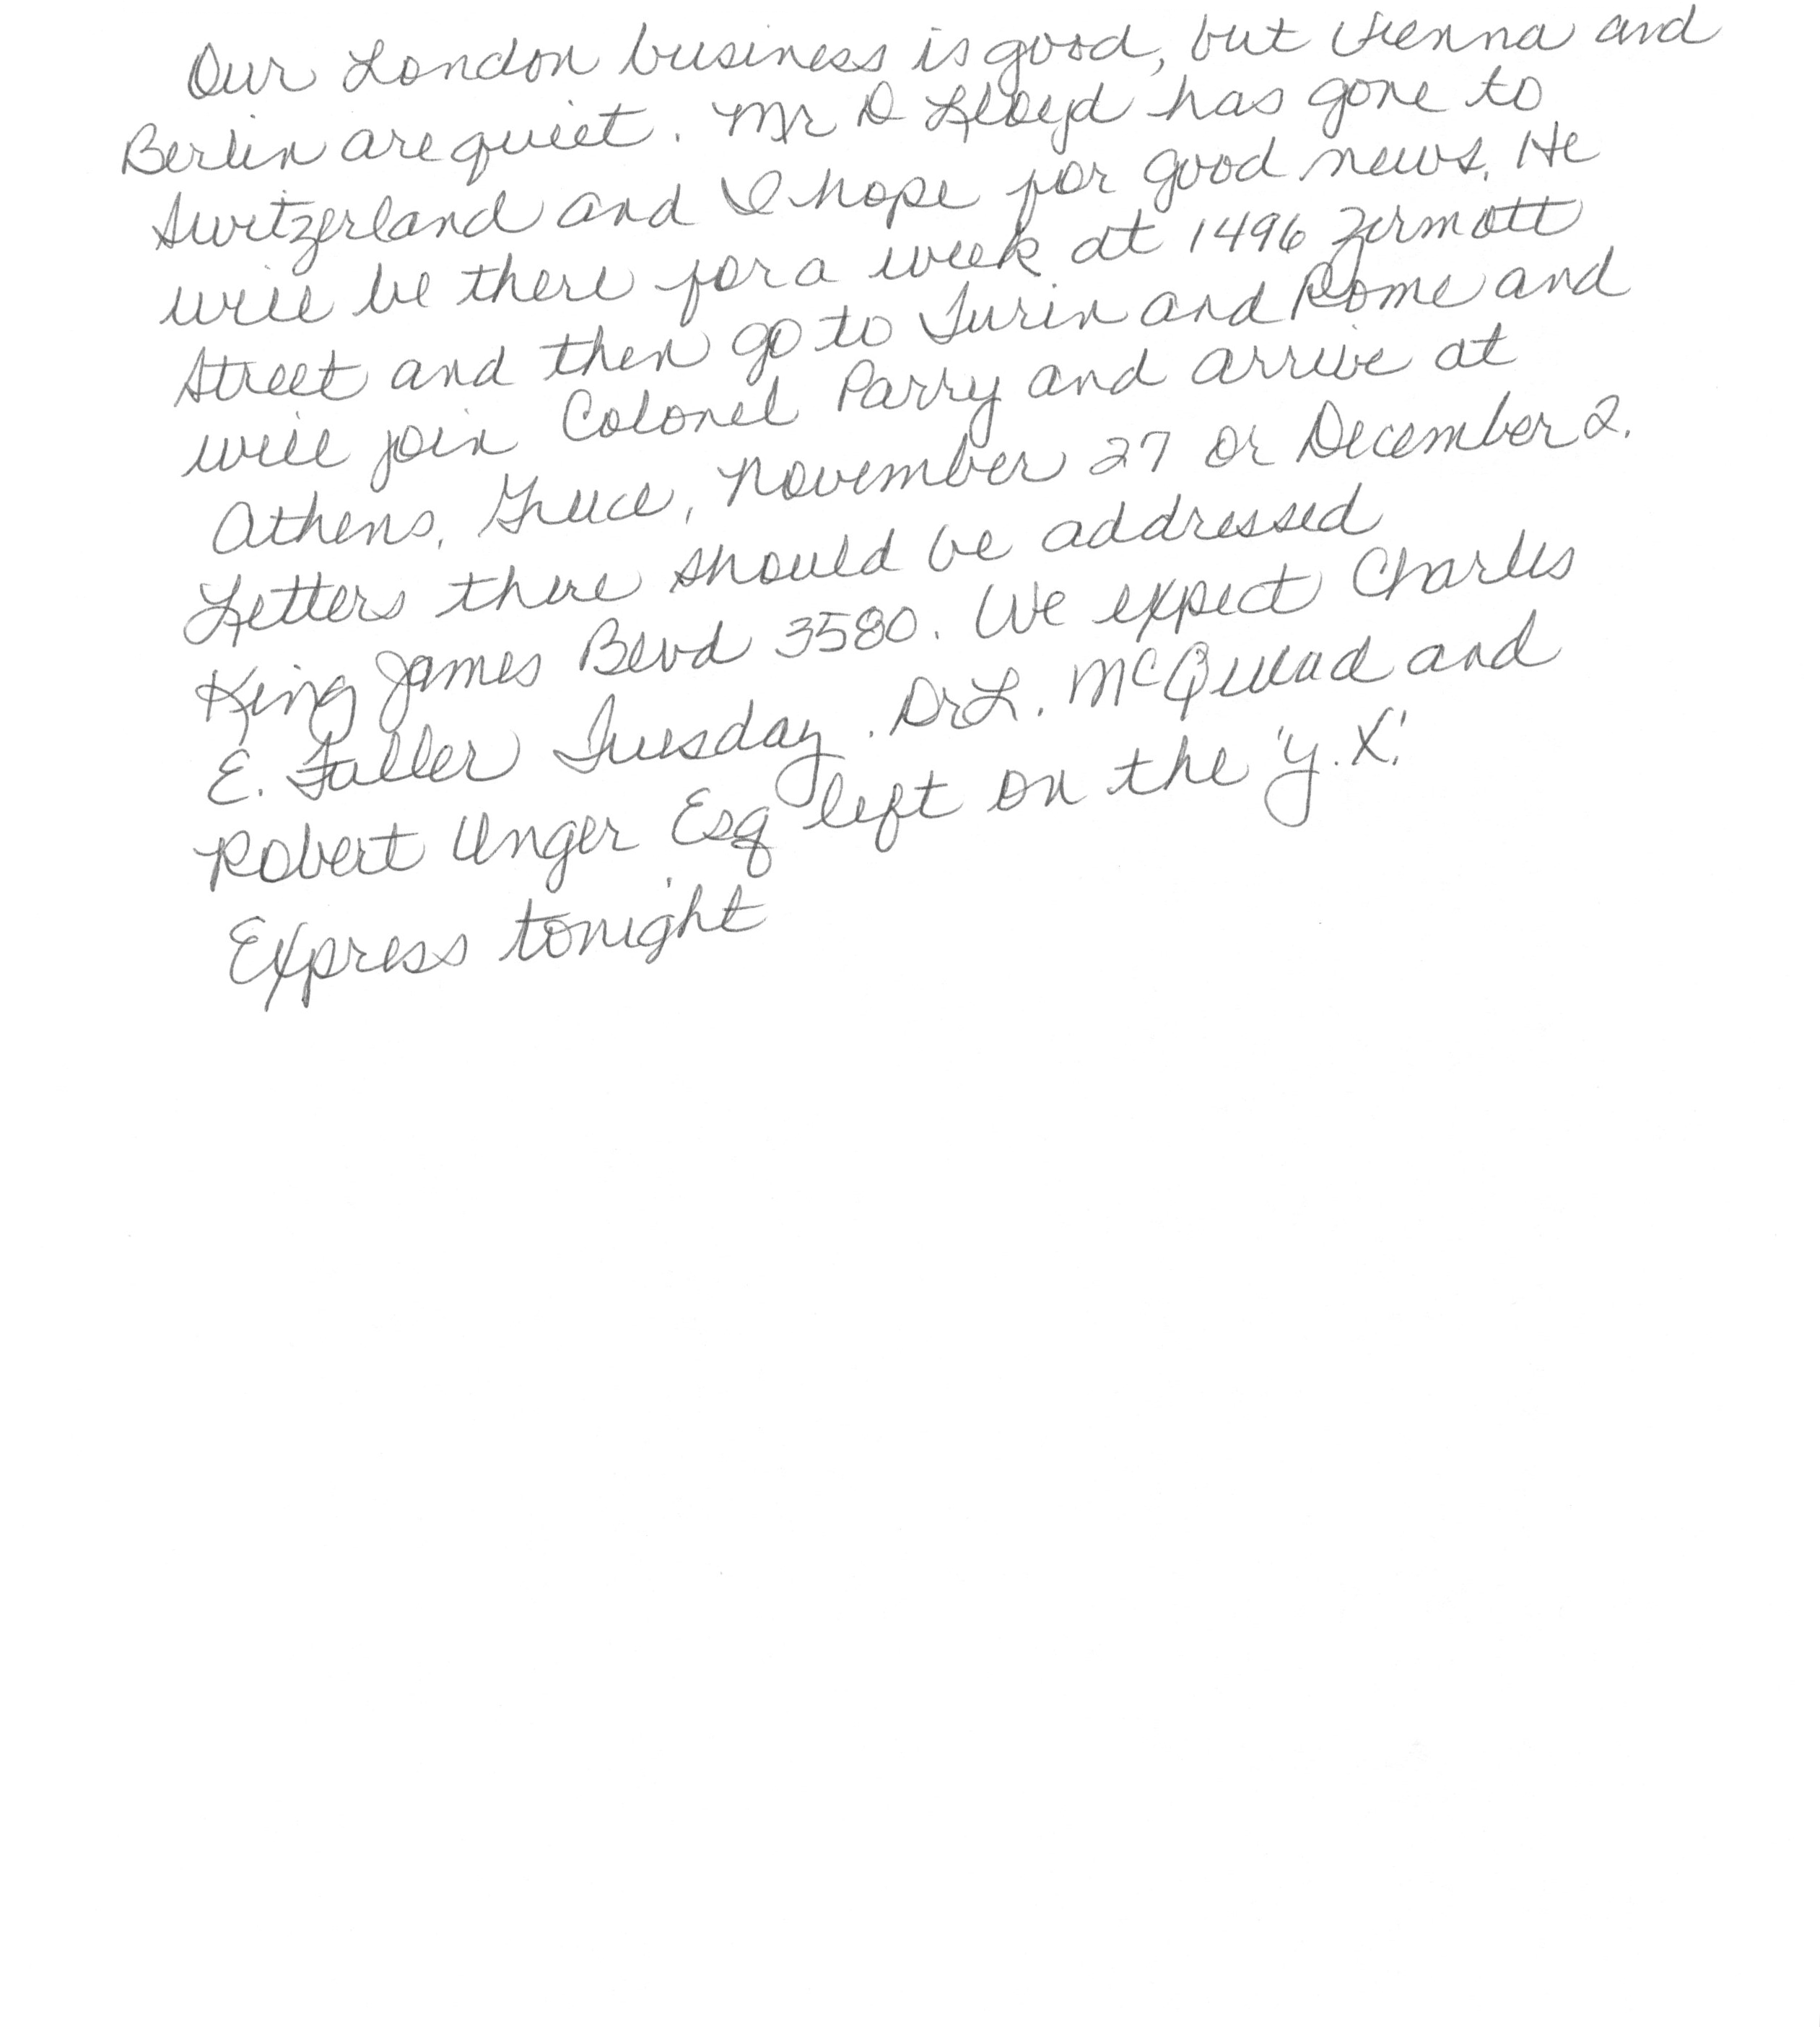 Our London business is good, but Vienna and
Berlin are quiet. Mr D Lloyd has gone to
Switzerland and I hope for good news. He
will be there for a week at 1496 Zermott
Street and then go to Turin and Rome and
will join Colonel Parry and arrive at
Athens, Greece, November 27 or December 2.
Letters there should be addressed
King James Blvd 3580. We expect Charles
E. Fuller Tuesday. Dr L. McQuaid and
Robert Unger Esq left on the 'Y.X.'
Express tonight